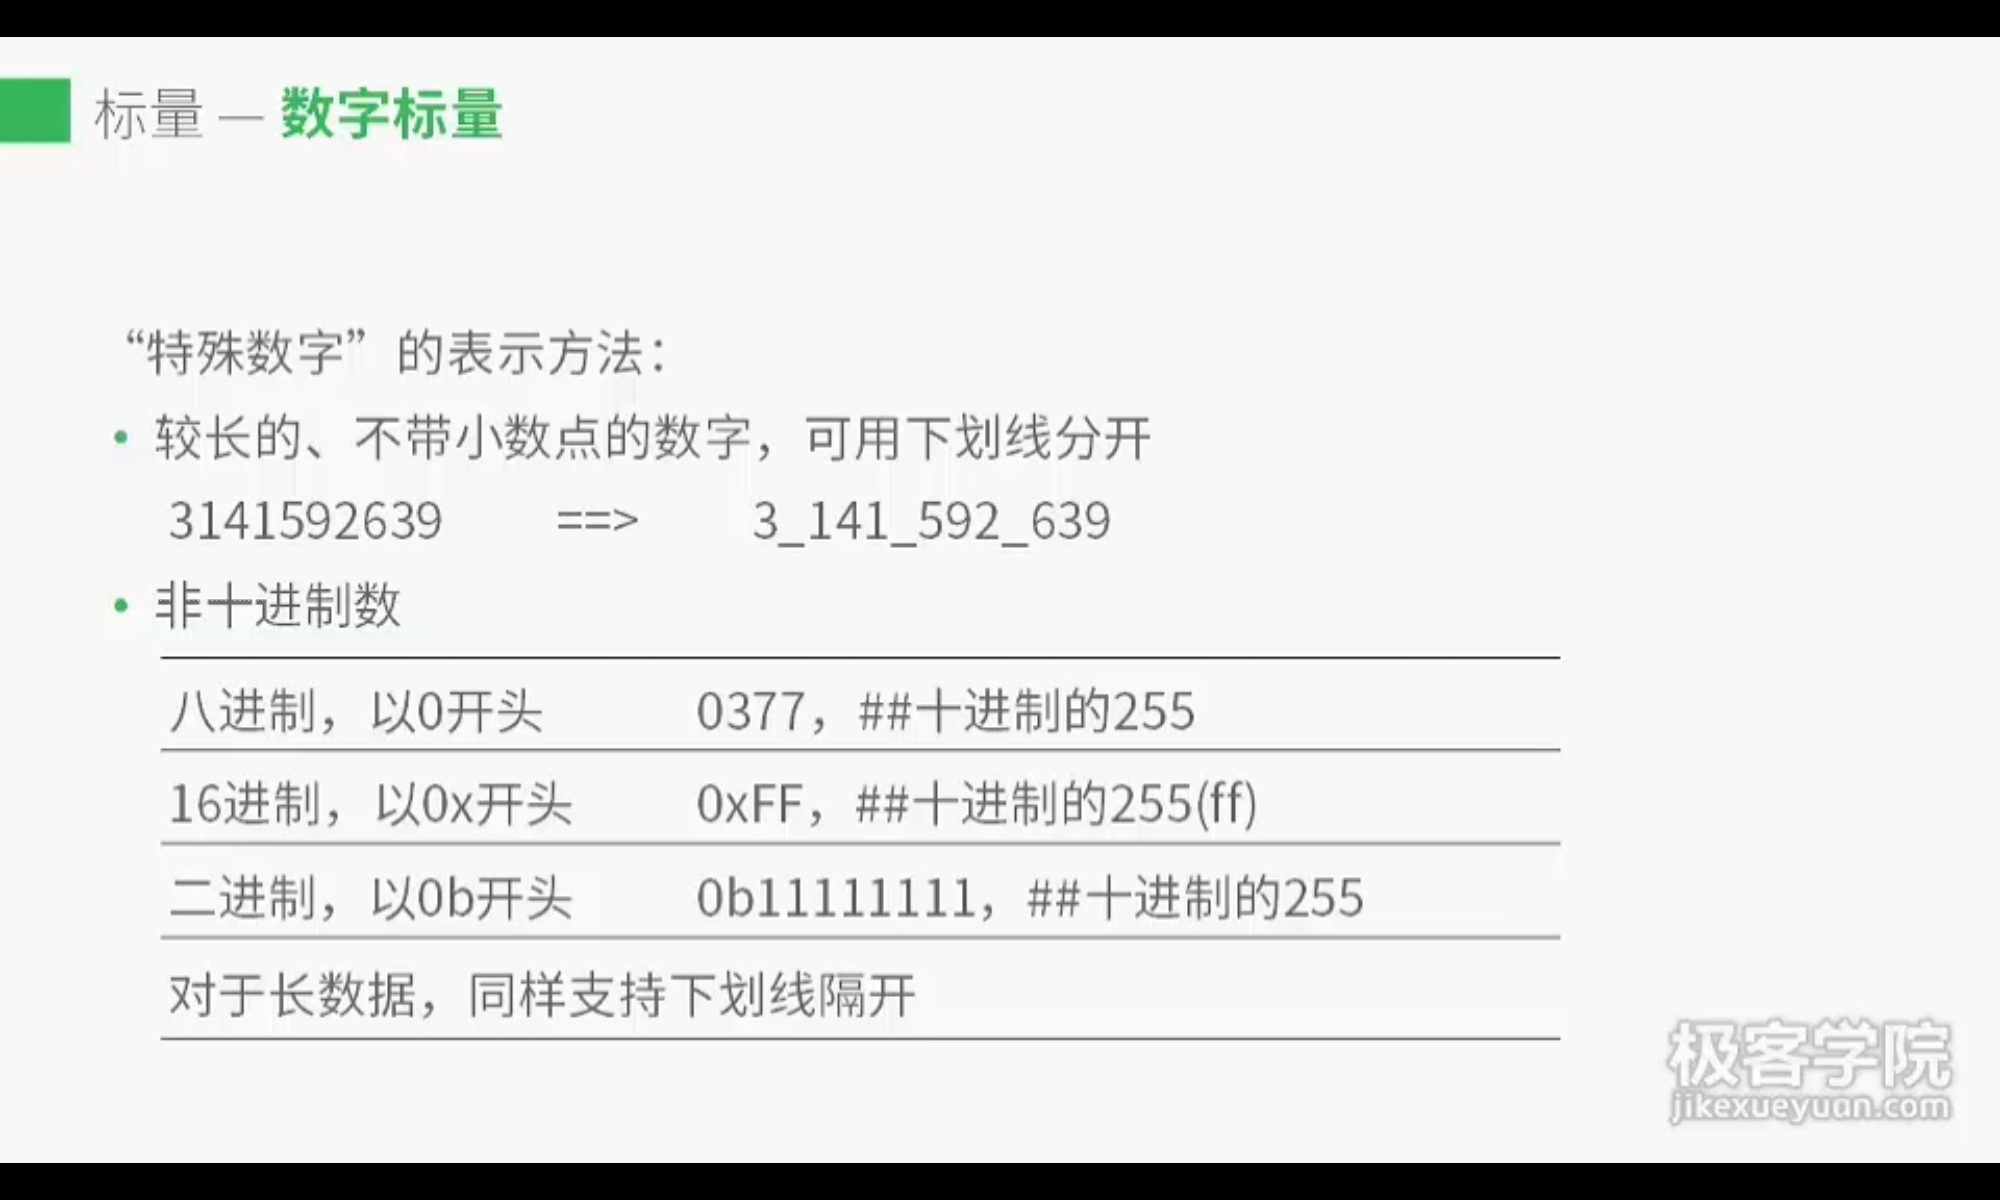 标量 — 数字标量
“特殊数字”的表示方法：
• 较长的、不带小数点的数字，可用下划线分开
3141592639 ==> 3_141_592_639
• 非十进制数
八进制，以0开头 0377，##十进制的255
16进制，以0x开头 0xFF，##十进制的255(ff)
二进制，以0b开头 0b11111111，##十进制的255
对于长数据，同样支持下划线隔开
极客学院
jikexueyuan.com